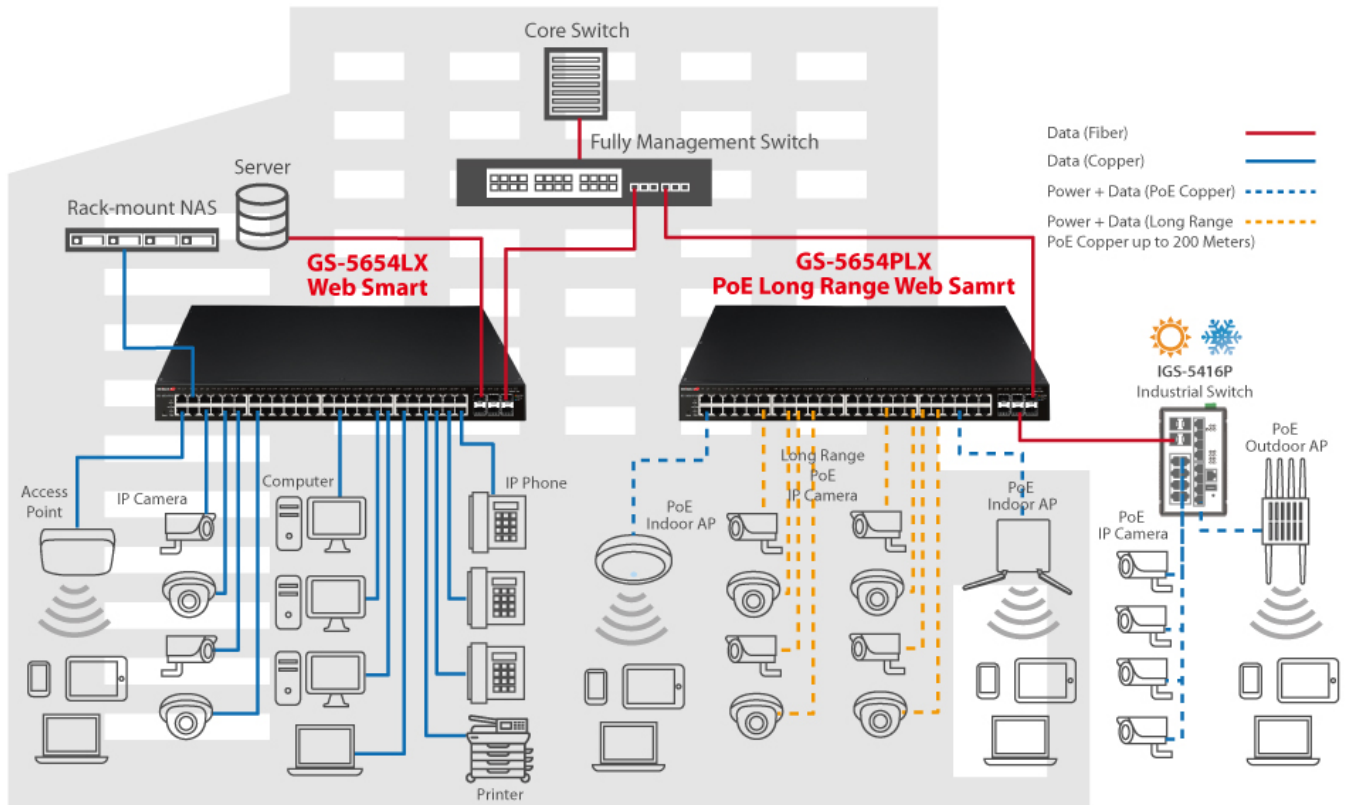 Core Switch
Fully Management Switch
Server
Rack-mount NAS
Data (Fiber)
Data (Copper)
Power + Data (PoE Copper)
Power + Data (Long Range
PoE Copper up to 200 Meters)
GS-5654LX
Web Smart
GS-5654PLX
PoE Long Range Web Samrt
IGS-5416P
Industrial Switch
PoE
Outdoor AP
Access
Point
IP Camera
Computer
IP Phone
PoE
Indoor AP
Long Range
PoE
IP Camera
PoE
Indoor AP
PoE
IP Camera
Printer